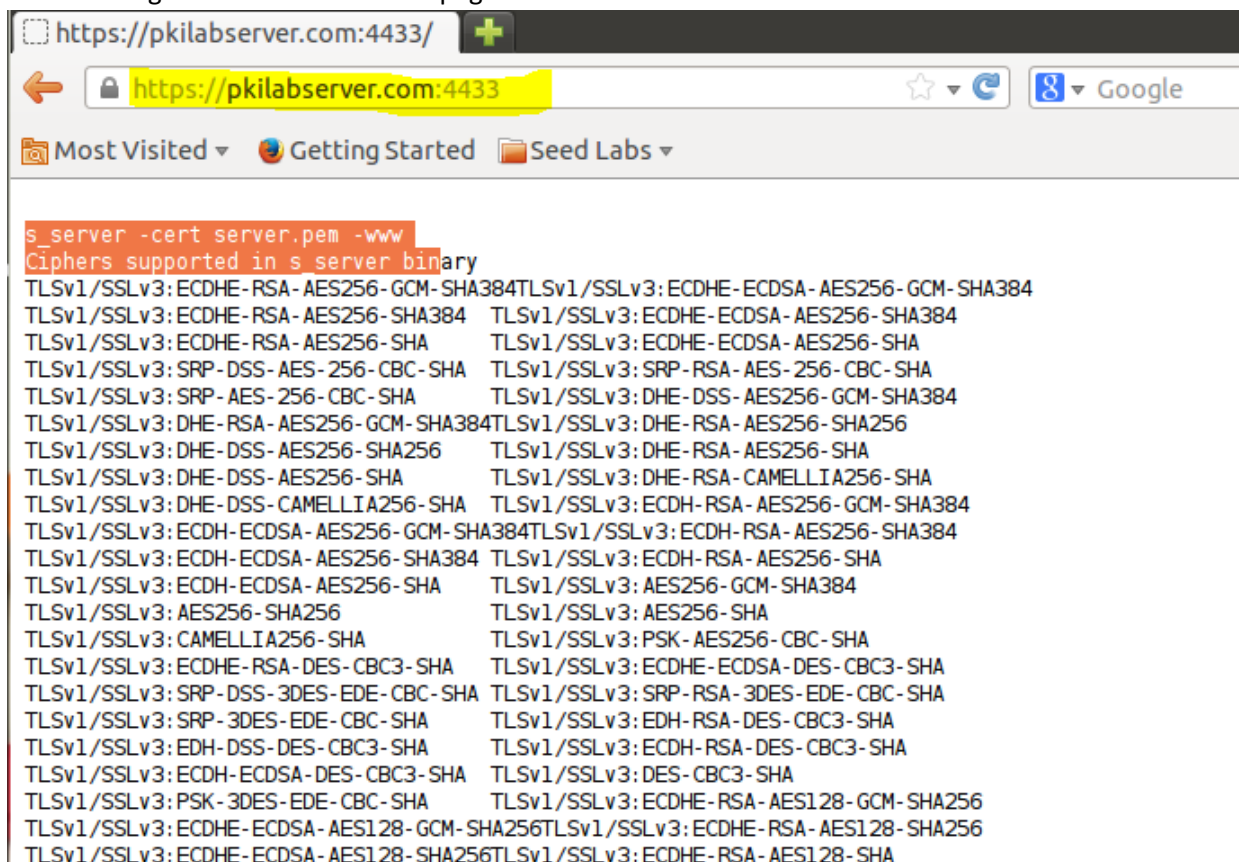 https://pkilabserver.com:4433/
https://pkilabserver.com:4433
8 Google
Most Visited Getting Started Seed Labs
s_server -cert server.pem -www
Ciphers supported in s_server binary
TLSv1/SSLv3:ECDHE-RSA-AES256-GCM-SHA384TLSv1/SSLv3:ECDHE-ECDSA-AES256-GCM-SHA384
TLSv1/SSLv3:ECDHE-RSA-AES256-SHA384 TLSv1/SSLv3:ECDHE-ECDSA-AES256-SHA384
TLSv1/SSLv3:ECDHE-RSA-AES256-SHA TLSv1/SSLv3:ECDHE-ECDSA-AES256-SHA
TLSv1/SSLv3:SRP-DSS-AES-256-CBC-SHA TLSv1/SSLv3:SRP-RSA-AES-256-CBC-SHA
TLSv1/SSLv3:SRP-AES-256-CBC-SHA TLSv1/SSLv3:DHE-DSS-AES256-GCM-SHA384
TLSv1/SSLv3:DHE-RSA-AES256-GCM-SHA384TLSv1/SSLv3:DHE-RSA-AES256-SHA256
TLSv1/SSLv3:DHE-DSS-AES256-SHA256 TLSv1/SSLv3:DHE-RSA-AES256-SHA
TLSv1/SSLv3:DHE-DSS-AES256-SHA TLSv1/SSLv3:DHE-RSA-CAMELLIA256-SHA
TLSv1/SSLv3:DHE-DSS-CAMELLIA256-SHA TLSv1/SSLv3:ECDH-RSA-AES256-GCM-SHA384
TLSv1/SSLv3:ECDH-ECDSA-AES256-GCM-SHA384TLSv1/SSLv3:ECDH-RSA-AES256-SHA384
TLSv1/SSLv3:ECDH-ECDSA-AES256-SHA384 TLSv1/SSLv3:ECDH-RSA-AES256-SHA
TLSv1/SSLv3:ECDH-ECDSA-AES256-SHA TLSv1/SSLv3:AES256-GCM-SHA384
TLSv1/SSLv3:AES256-SHA256 TLSv1/SSLv3:AES256-SHA
TLSv1/SSLv3:CAMELLIA256-SHA TLSv1/SSLv3:PSK-AES256-CBC-SHA
TLSv1/SSLv3:ECDHE-RSA-DES-CBC3-SHA TLSv1/SSLv3:ECDHE-ECDSA-DES-CBC3-SHA
TLSv1/SSLv3:SRP-DSS-3DES-EDE-CBC-SHA TLSv1/SSLv3:SRP-RSA-3DES-EDE-CBC-SHA
TLSv1/SSLv3:SRP-3DES-EDE-CBC-SHA TLSv1/SSLv3:EDH-RSA-DES-CBC3-SHA
TLSv1/SSLv3:EDH-DSS-DES-CBC3-SHA TLSv1/SSLv3:ECDH-RSA-DES-CBC3-SHA
TLSv1/SSLv3:ECDH-ECDSA-DES-CBC3-SHA TLSv1/SSLv3:DES-CBC3-SHA
TLSv1/SSLv3:PSK-3DES-EDE-CBC-SHA TLSv1/SSLv3:ECDHE-RSA-AES128-GCM-SHA256
TLSv1/SSLv3:ECDHE-ECDSA-AES128-GCM-SHA256TLSv1/SSLv3:ECDHE-RSA-AES128-SHA256
TLSv1/SSLv3:ECDHE-ECDSA-AES128-SHA256TLSv1/SSLv3:ECDHE-RSA-AES128-SHA